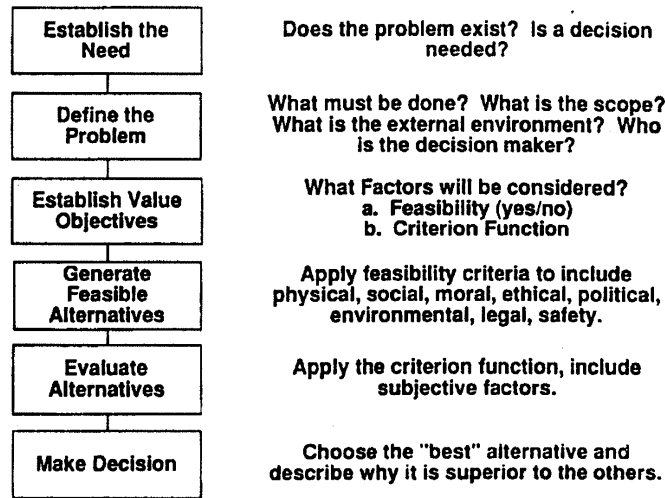 Establish the
Need
Does the problem exist? Is a decision
needed?
Define the
Problem
What must be done? What is the scope?
What is the external environment? Who
is the decision maker?
Establish Value
Objectives
What Factors will be considered?
a. Feasibility (yes/no)
b. Criterion Function
Generate
Feasible
Alternatives
Apply feasibility criteria to include
physical, social, moral, ethical, political,
environmental, legal, safety.
Evaluate
Alternatives
Apply the criterion function, include
subjective factors.
Make Decision
Choose the "best" alternative and
describe why it is superior to the others.